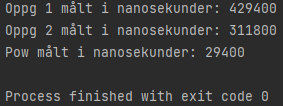 Oppg 1 målt i nanosekunder: 429400
Oppg 2 målt i nanosekunder: 311800
Pow målt i nanosekunder: 29400
Process finished with exit code 0